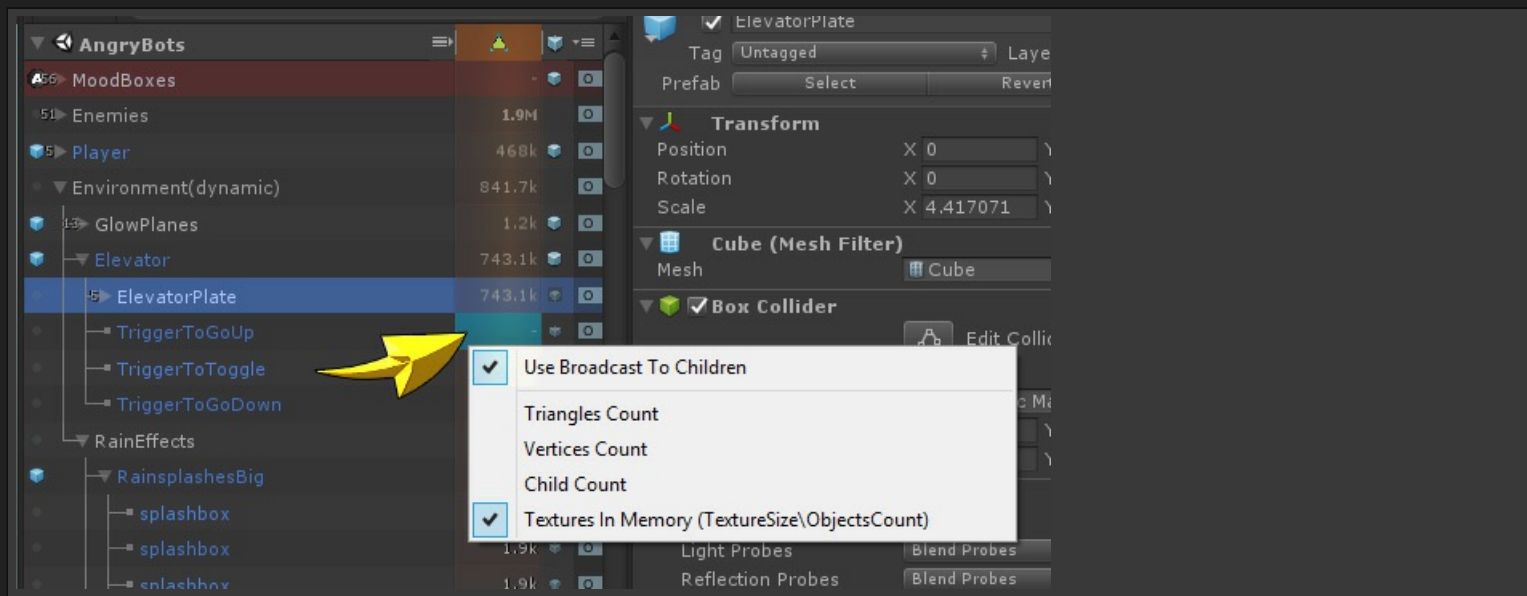 AngryBots
MoodBoxes -
51 Enemies 1.9M
5 Player 468k
Environment(dynamic) 841.7k
GlowPlanes 1.2k
Elevator 743.1k
ElevatorPlate 743.1k
TriggerToGoUp -
TriggerToToggle
TriggerToGoDown
RainEffects
RainsplashesBig
splashbox
splashbox 1.9k
splashbox 1.9k
ElevatorPlate
Tag Untagged Laye
Prefab Select Revert
Transform
Position X 0 Y
Rotation X 0 Y
Scale X 4.417071 Y
Cube (Mesh Filter)
Mesh Cube
Box Collider
Edit Collid
Use Broadcast To Children
Triangles Count
Vertices Count
Child Count
Textures In Memory (TextureSize\ObjectsCount)
Light Probes Blend Probes
Reflection Probes Blend Probes